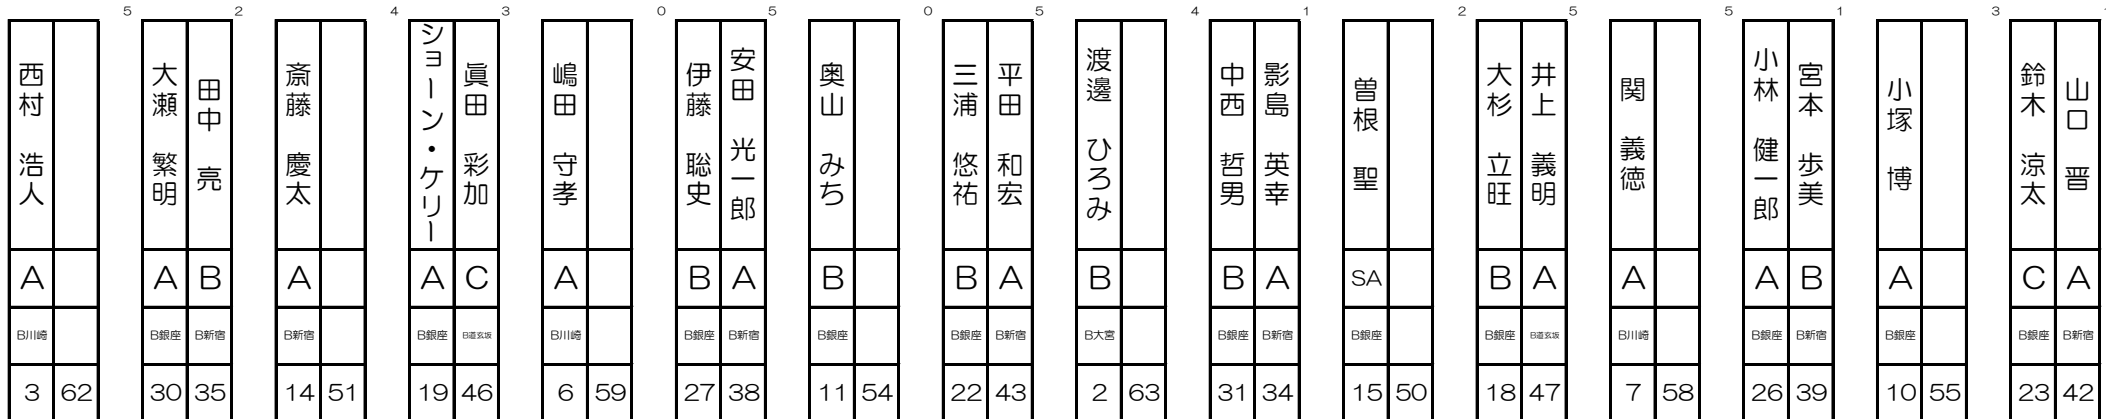 5 2 4 3 0 5 0 5 4 1 2 5 5 1 3 1
西村 浩人 大瀬 繁明 田中 亮 斎藤 慶太 ショーン・ケリー 眞田 彩加 嶋田 守孝 伊藤 聡史 安田 光一郎 奥山 みち 三浦 悠祐 平田 和宏 渡邊 ひろみ 中西 哲男 影島 英幸 曽根 聖 大杉 立旺 井上 義明 関 義徳 小林 健一郎 宮本 歩美 小塚 博 鈴木 涼太 山口 晋
A A B A A C A B A B B A B B A SA B A A A B A C A
B川崎 B銀座 B新宿 B新宿 B銀座 B道玄坂 B川崎 B銀座 B新宿 B銀座 B銀座 B新宿 B大宮 B銀座 B新宿 B銀座 B銀座 B道玄坂 B川崎 B銀座 B新宿 B銀座 B銀座 B新宿
3 62 30 35 14 51 19 46 6 59 27 38 11 54 22 43 2 63 31 34 15 50 18 47 7 58 26 39 10 55 23 42